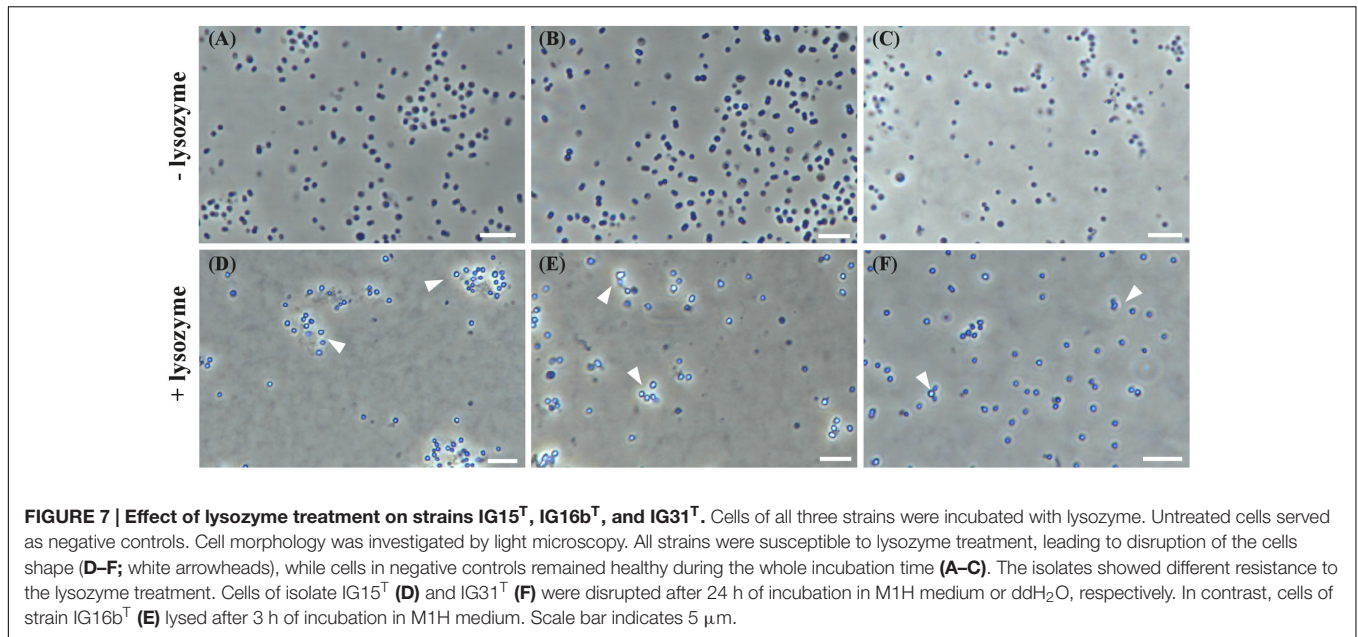 (A)
(B)
(C)
- lysozyme
(D)
(E)
(F)
+ lysozyme
FIGURE 7 | Effect of lysozyme treatment on strains IG15ᵀ, IG16bᵀ, and IG31ᵀ. Cells of all three strains were incubated with lysozyme. Untreated cells served
as negative controls. Cell morphology was investigated by light microscopy. All strains were susceptible to lysozyme treatment, leading to disruption of the cells
shape (D–F; white arrowheads), while cells in negative controls remained healthy during the whole incubation time (A–C). The isolates showed different resistance to
the lysozyme treatment. Cells of isolate IG15ᵀ (D) and IG31ᵀ (F) were disrupted after 24 h of incubation in M1H medium or ddH₂O, respectively. In contrast, cells of
strain IG16bᵀ (E) lysed after 3 h of incubation in M1H medium. Scale bar indicates 5 μm.